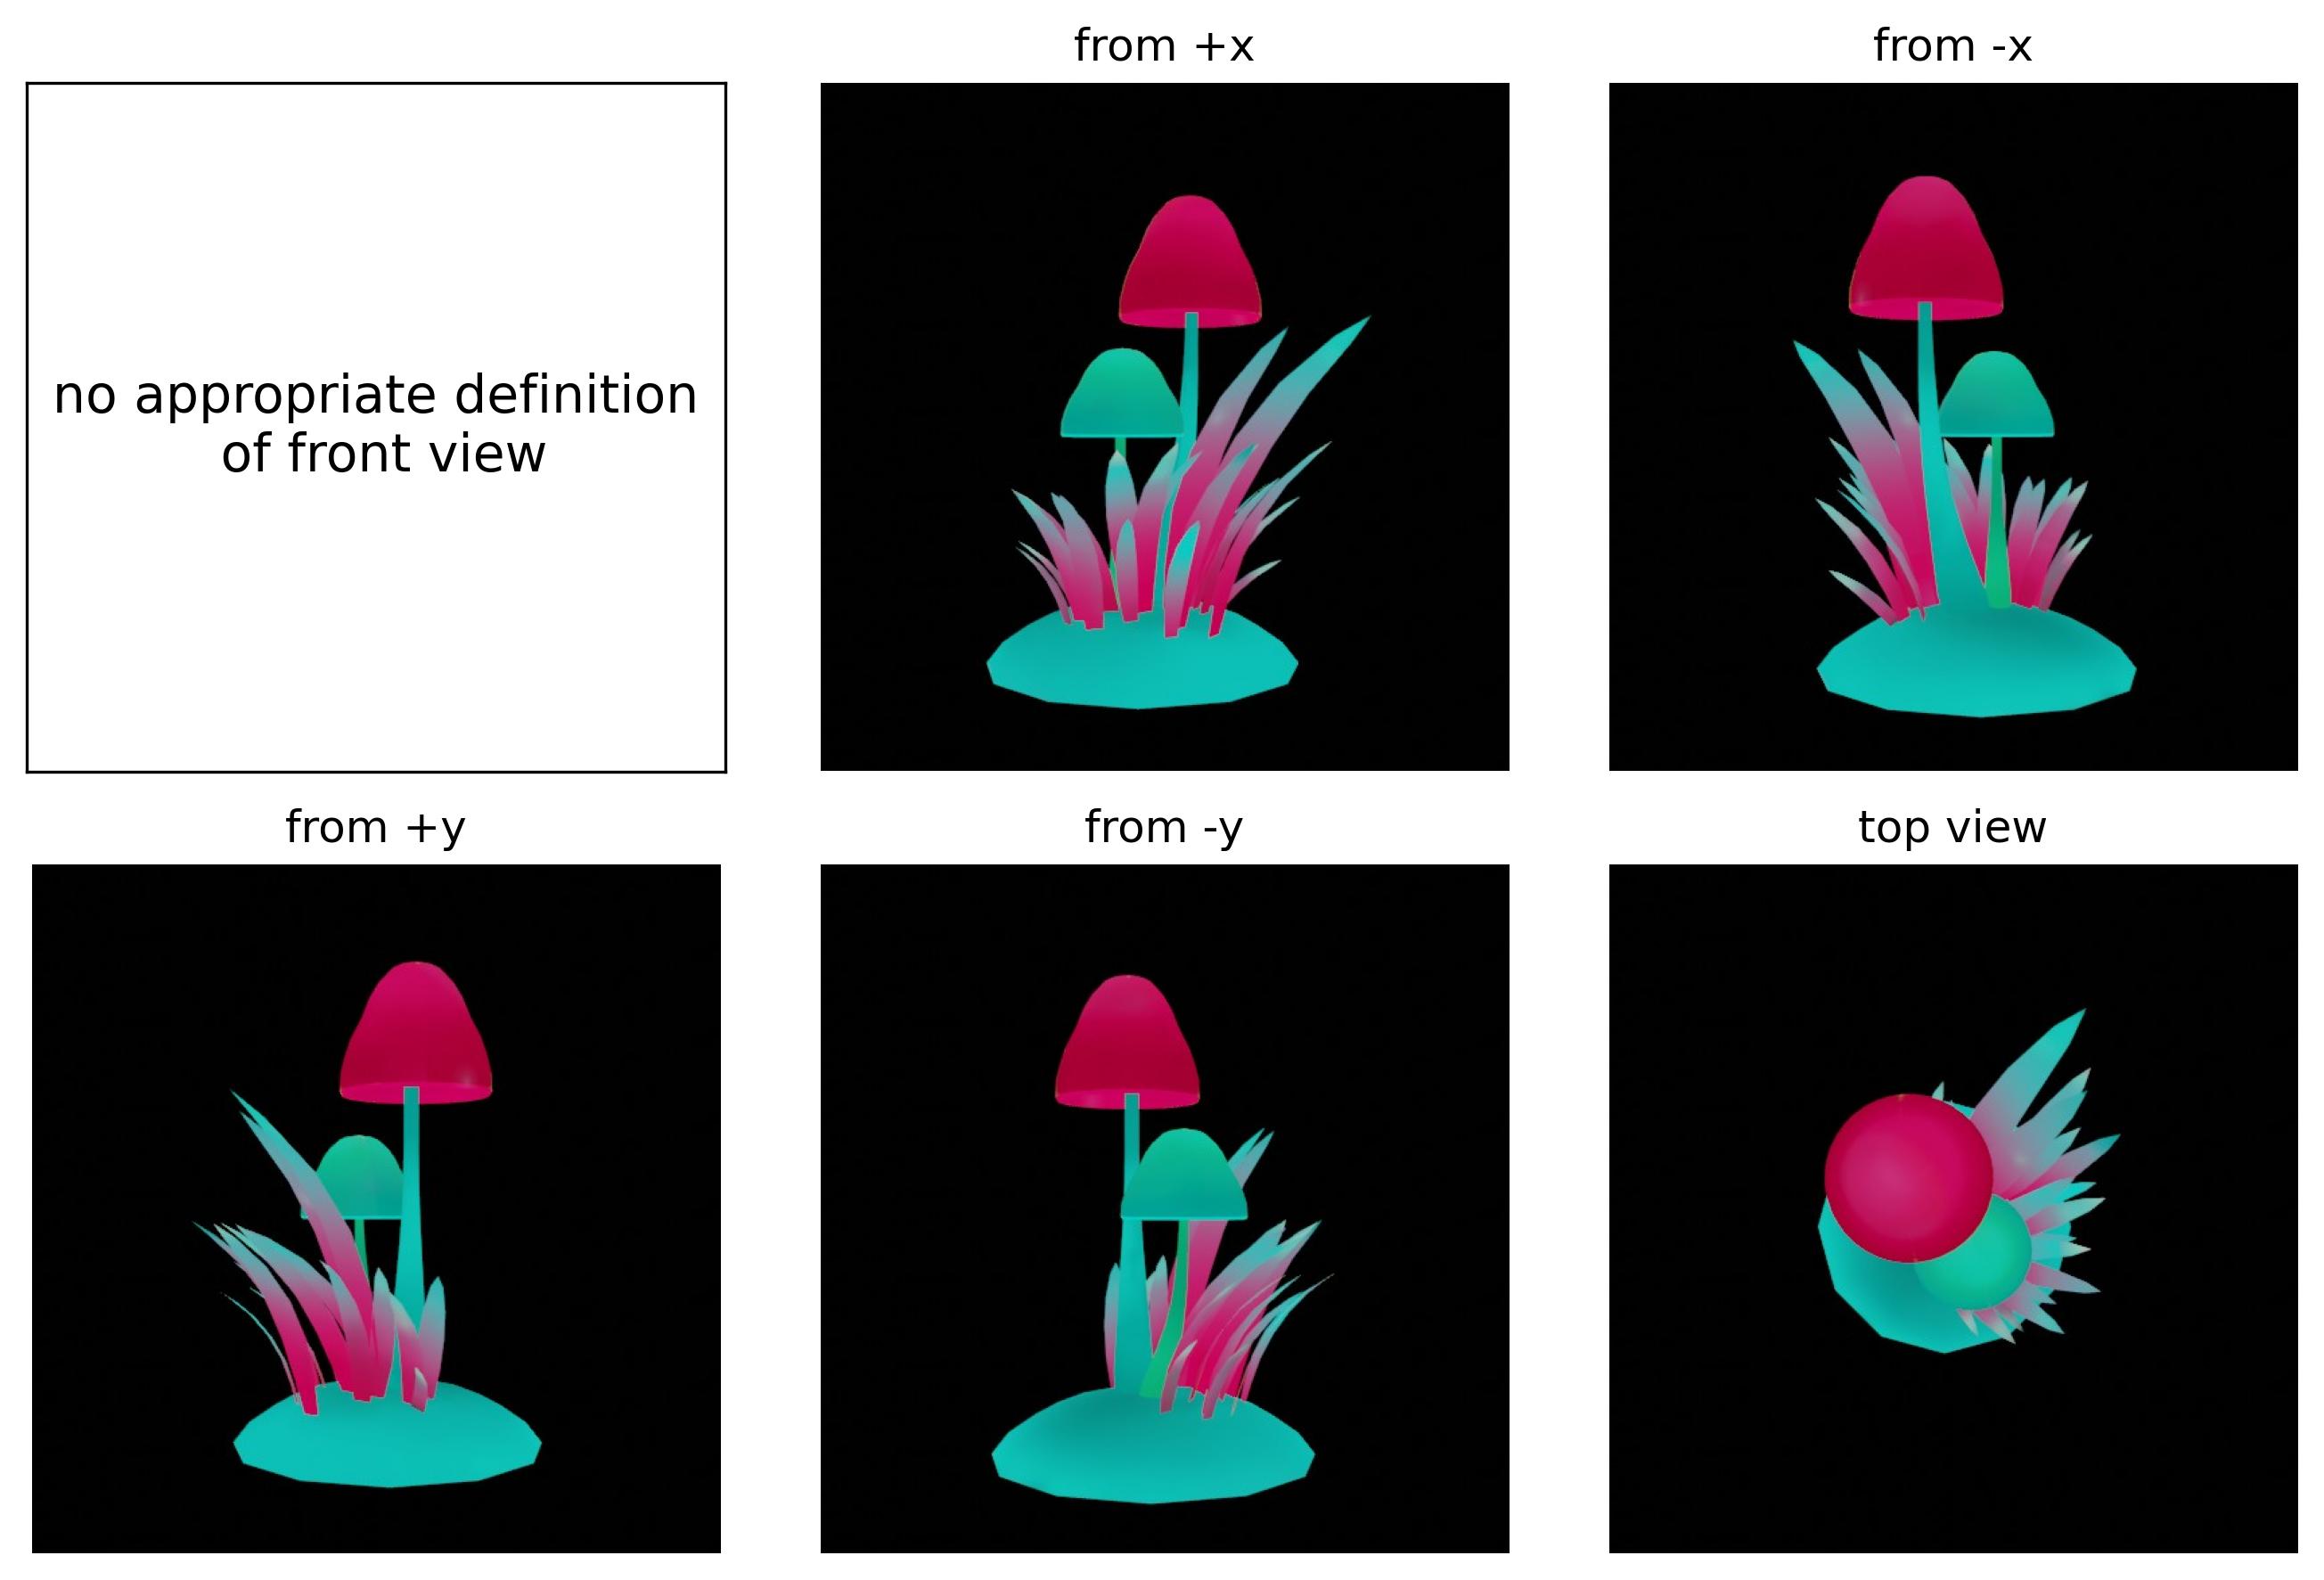 from +x
from -x
no appropriate definition
of front view
from +y
from -y
top view